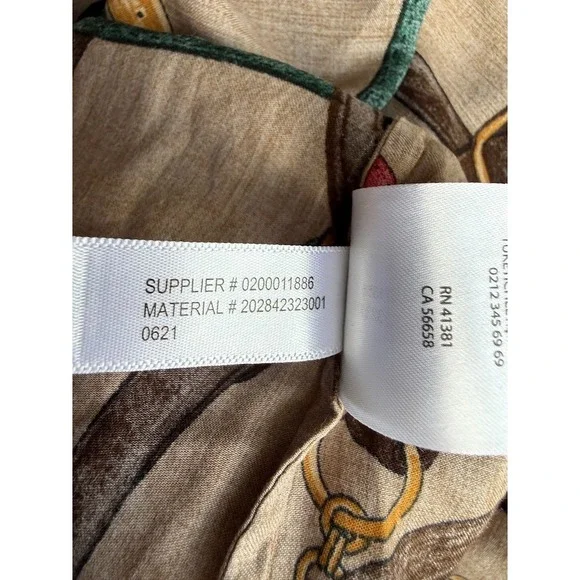 SUPPLIER # 0200011886
MATERIAL # 202842323001
0621
0212 345 69 69
RN 41381
CA 56658